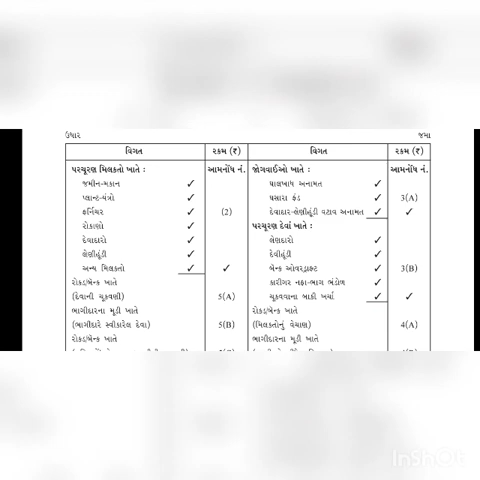 ઉધાર જમા
વિગત રકમ (₹) વિગત રકમ (₹)
પરચૂરણ મિલકતો ખાતે : આમનોંધ નં. જોગવાઈઓ ખાતે : આમનોંધ નં.
જમીન-મકાન ✓ ઘાલખાધ અનામત ✓
પ્લાન્ટ-યંત્રો ✓ ઘસારા ફંડ ✓ 3(A)
ફર્નિચર ✓ (2) દેવાદાર-લેણીહૂંડી વટાવ અનામત ✓ ✓
રોકાણો ✓ પરચૂરણ દેવાં ખાતે :
દેવાદારો ✓ લેણદારો ✓
લેણીહૂંડી ✓ દેવીહૂંડી ✓
અન્ય મિલકતો ✓ ✓ બેન્ક ઓવરડ્રાફ્ટ ✓ 3(B)
રોકડ/બેન્ક ખાતે કારીગર નફા-ભાગ ભંડોળ ✓
(દેવાની ચૂકવણી) 5(A) ચૂકવવાના બાકી ખર્ચા ✓ ✓
ભાગીદારના મૂડી ખાતે રોકડ/બેન્ક ખાતે
(ભાગીદારે સ્વીકારેલ દેવા) 5(B) (મિલકતોનું વેચાણ) 4(A)
રોકડ/બેન્ક ખાતે ભાગીદારના મૂડી ખાતે
InShOt